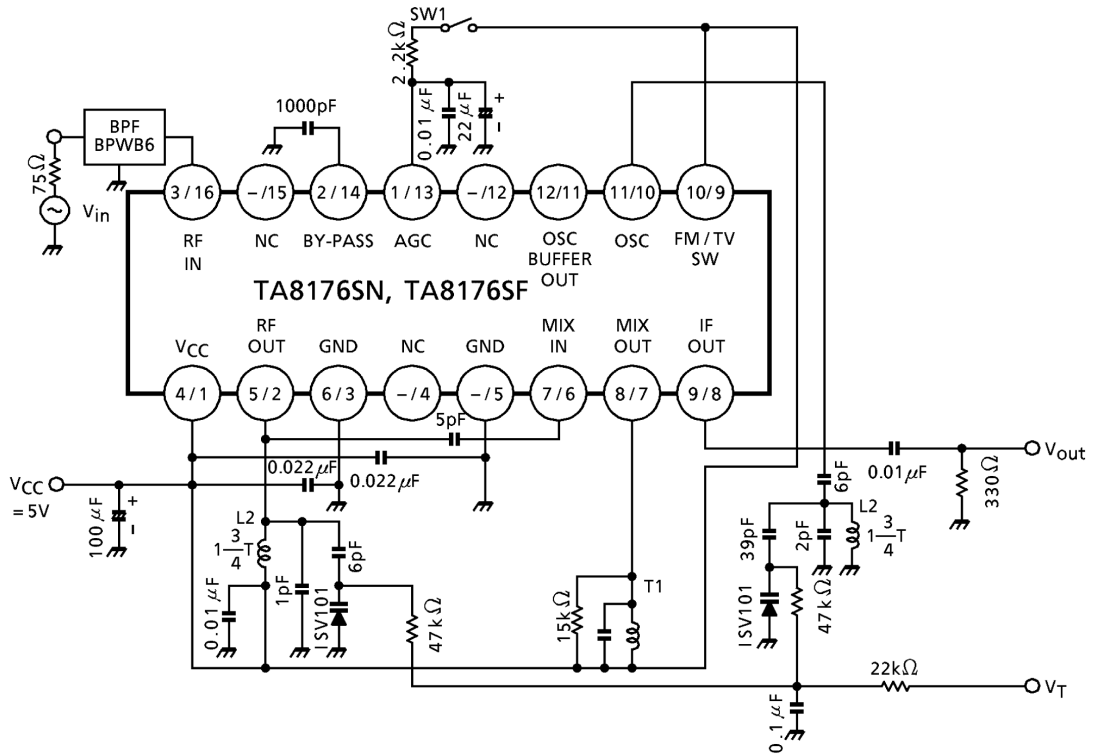 SW1
2.2kΩ
0.01μF
22μF
+
-
1000pF
BPF
BPWB6
75Ω
Vin
3/16
-/15
2/14
1/13
-/12
12/11
11/10
10/9
RF
IN
NC
BY-PASS
AGC
NC
OSC
BUFFER
OUT
OSC
FM/TV
SW
TA8176SN, TA8176SF
VCC
RF
OUT
GND
NC
GND
MIX
IN
MIX
OUT
IF
OUT
4/1
5/2
6/3
-/4
-/5
7/6
8/7
9/8
5pF
0.022μF
0.022μF
VCC
=5V
100μF
+
-
L2
1 3/4 T
0.01μF
1pF
6pF
ISV101
47kΩ
15kΩ
T1
6pF
0.01μF
Vout
330Ω
39pF
2pF
L2
1 3/4 T
ISV101
47kΩ
22kΩ
VT
0.1μF